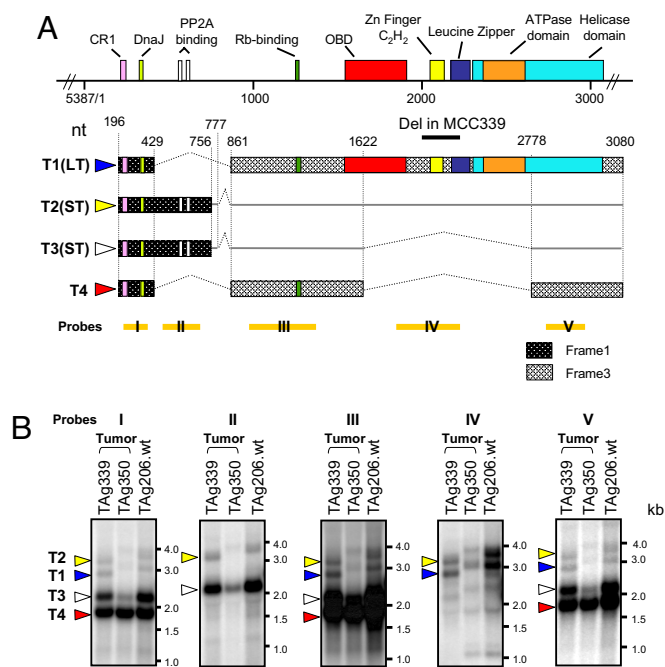 A
CR1
DnaJ
PP2A
binding
Rb-binding
OBD
Zn Finger
C2H2
Leucine Zipper
ATPase
domain
Helicase
domain
5387/1
1000
2000
3000
nt
196
429
756
777
861
1622
Del in MCC339
2778
3080
T1(LT)
T2(ST)
T3(ST)
T4
Probes
I
II
III
IV
V
Frame1
Frame3
B
Probes
I
II
III
IV
V
Tumor
Tumor
Tumor
Tumor
Tumor
TAg339
TAg350
TAg206.wt
TAg339
TAg350
TAg206.wt
TAg339
TAg350
TAg206.wt
TAg339
TAg350
TAg206.wt
TAg339
TAg350
TAg206.wt
kb
T2
T1
T3
T4
4.0
3.0
2.0
1.5
1.0
4.0
3.0
2.0
1.5
1.0
4.0
3.0
2.0
1.5
1.0
4.0
3.0
2.0
1.5
1.0
4.0
3.0
2.0
1.5
1.0